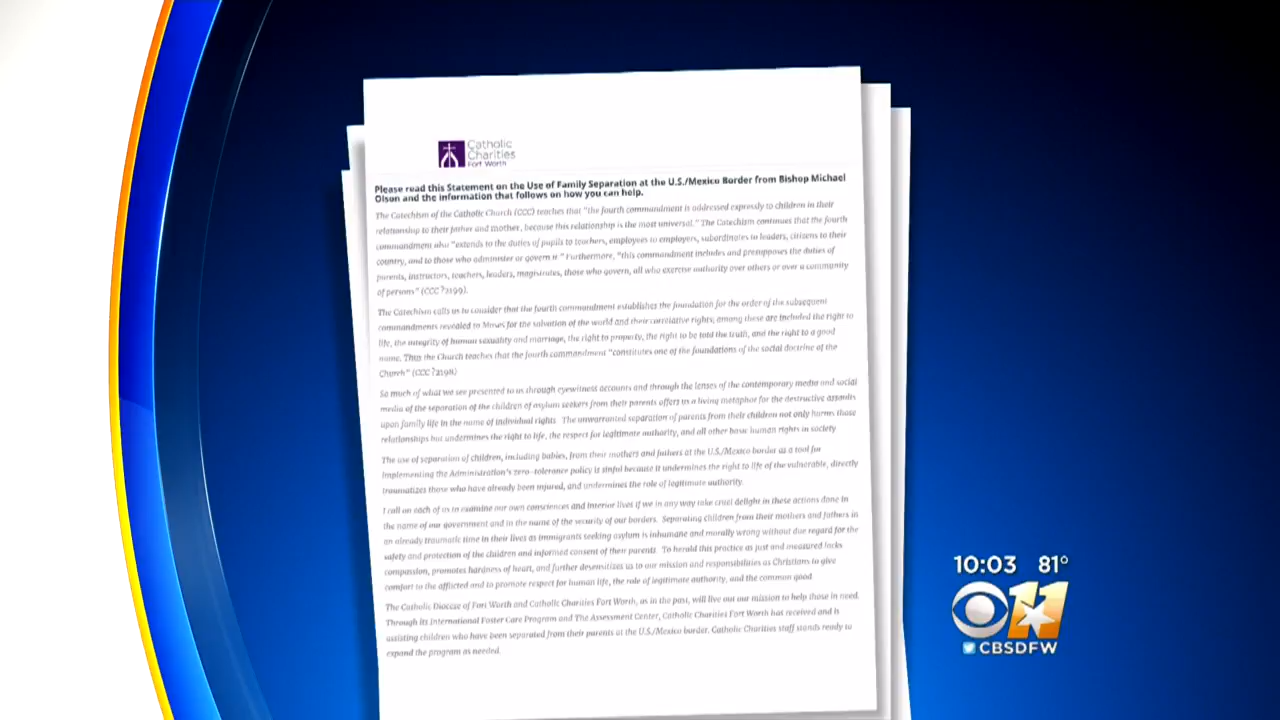 Catholic
Charities
Fort Worth
Please read this Statement on the Use of Family Separation at the U.S./Mexico Border from Bishop Michael
Olson and the information that follows on how you can help.
The Catechism of the Catholic Church (CCC) teaches that "the fourth commandment is addressed expressly to children in their
relationship to their father and mother, because this relationship is the most universal." The Catechism continues that the fourth
commandment also "extends to the duties of pupils to teachers, employees to employers, subordinates to leaders, citizens to their
country, and to those who administer or govern it." Furthermore, "this commandment includes and presupposes the duties of
parents, instructors, teachers, leaders, magistrates, those who govern, all who exercise authority over others or over a community
of persons" (CCC ?2199).
The Catechism calls us to consider that the fourth commandment establishes the foundation for the order of the subsequent
commandments revealed to Moses for the salvation of the world and their correlative rights; among these are included the right to
life, the integrity of human sexuality and marriage, the right to property, the right to be told the truth, and the right to a good
name. Thus the Church teaches that the fourth commandment "constitutes one of the foundations of the social doctrine of the
Church" (CCC ?2198)
So much of what we see presented to us through eyewitness accounts and through the lenses of the contemporary media and social
media of the separation of the children of asylum seekers from their parents offers us a living metaphor for the destructive assaults
upon family life in the name of individual rights. The unwarranted separation of parents from their children not only harms those
relationships but undermines the right to life, the respect for legitimate authority, and all other basic human rights in society
The use of separation of children, including babies, from their mothers and fathers at the U.S./Mexico border as a tool for
implementing the Administration's zero-tolerance policy is sinful because it undermines the right to life of the vulnerable, directly
traumatizes those who have already been injured, and undermines the role of legitimate authority.
I call on each of us to examine our own consciences and interior lives if we in any way take cruel delight in these actions done in
the name of our government and in the name of the security of our borders. Separating children from their mothers and fathers in
an already traumatic time in their lives as immigrants seeking asylum is inhumane and morally wrong without due regard for the
safety and protection of the children and informed consent of their parents. To herald this practice as just and measured lacks
compassion, promotes hardness of heart, and further desensitizes us to our mission and responsibilities as Christians to give
comfort to the afflicted and to promote respect for human life, the role of legitimate authority, and the common good
The Catholic Diocese of Fort Worth and Catholic Charities Fort Worth, as in the past, will live out our mission to help those in need.
Through its International Foster Care Program and The Assessment Center, Catholic Charities Fort Worth has received and is
assisting children who have been separated from their parents at the U.S./Mexico border. Catholic Charities staff stands ready to
expand the program as needed.
10:03 81°
11
CBSDFW